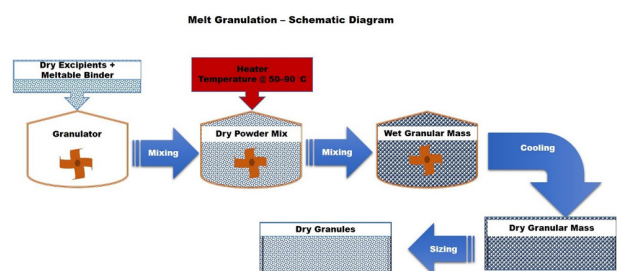 Melt Granulation – Schematic Diagram
Dry Excipients +
Meltable Binder
Heater
Temperature @ 50–90 °C
Granulator
Mixing
Dry Powder Mix
Mixing
Wet Granular Mass
Cooling
Dry Granules
Sizing
Dry Granular Mass